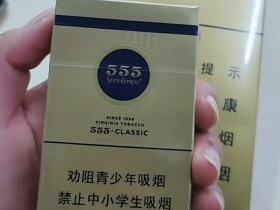 555
State Express
SINCE 1896
VIRGINIA TOBACCO
555·CLASSIC
劝阻青少年吸烟
禁止中小学生吸烟
提示
康
烟
烟